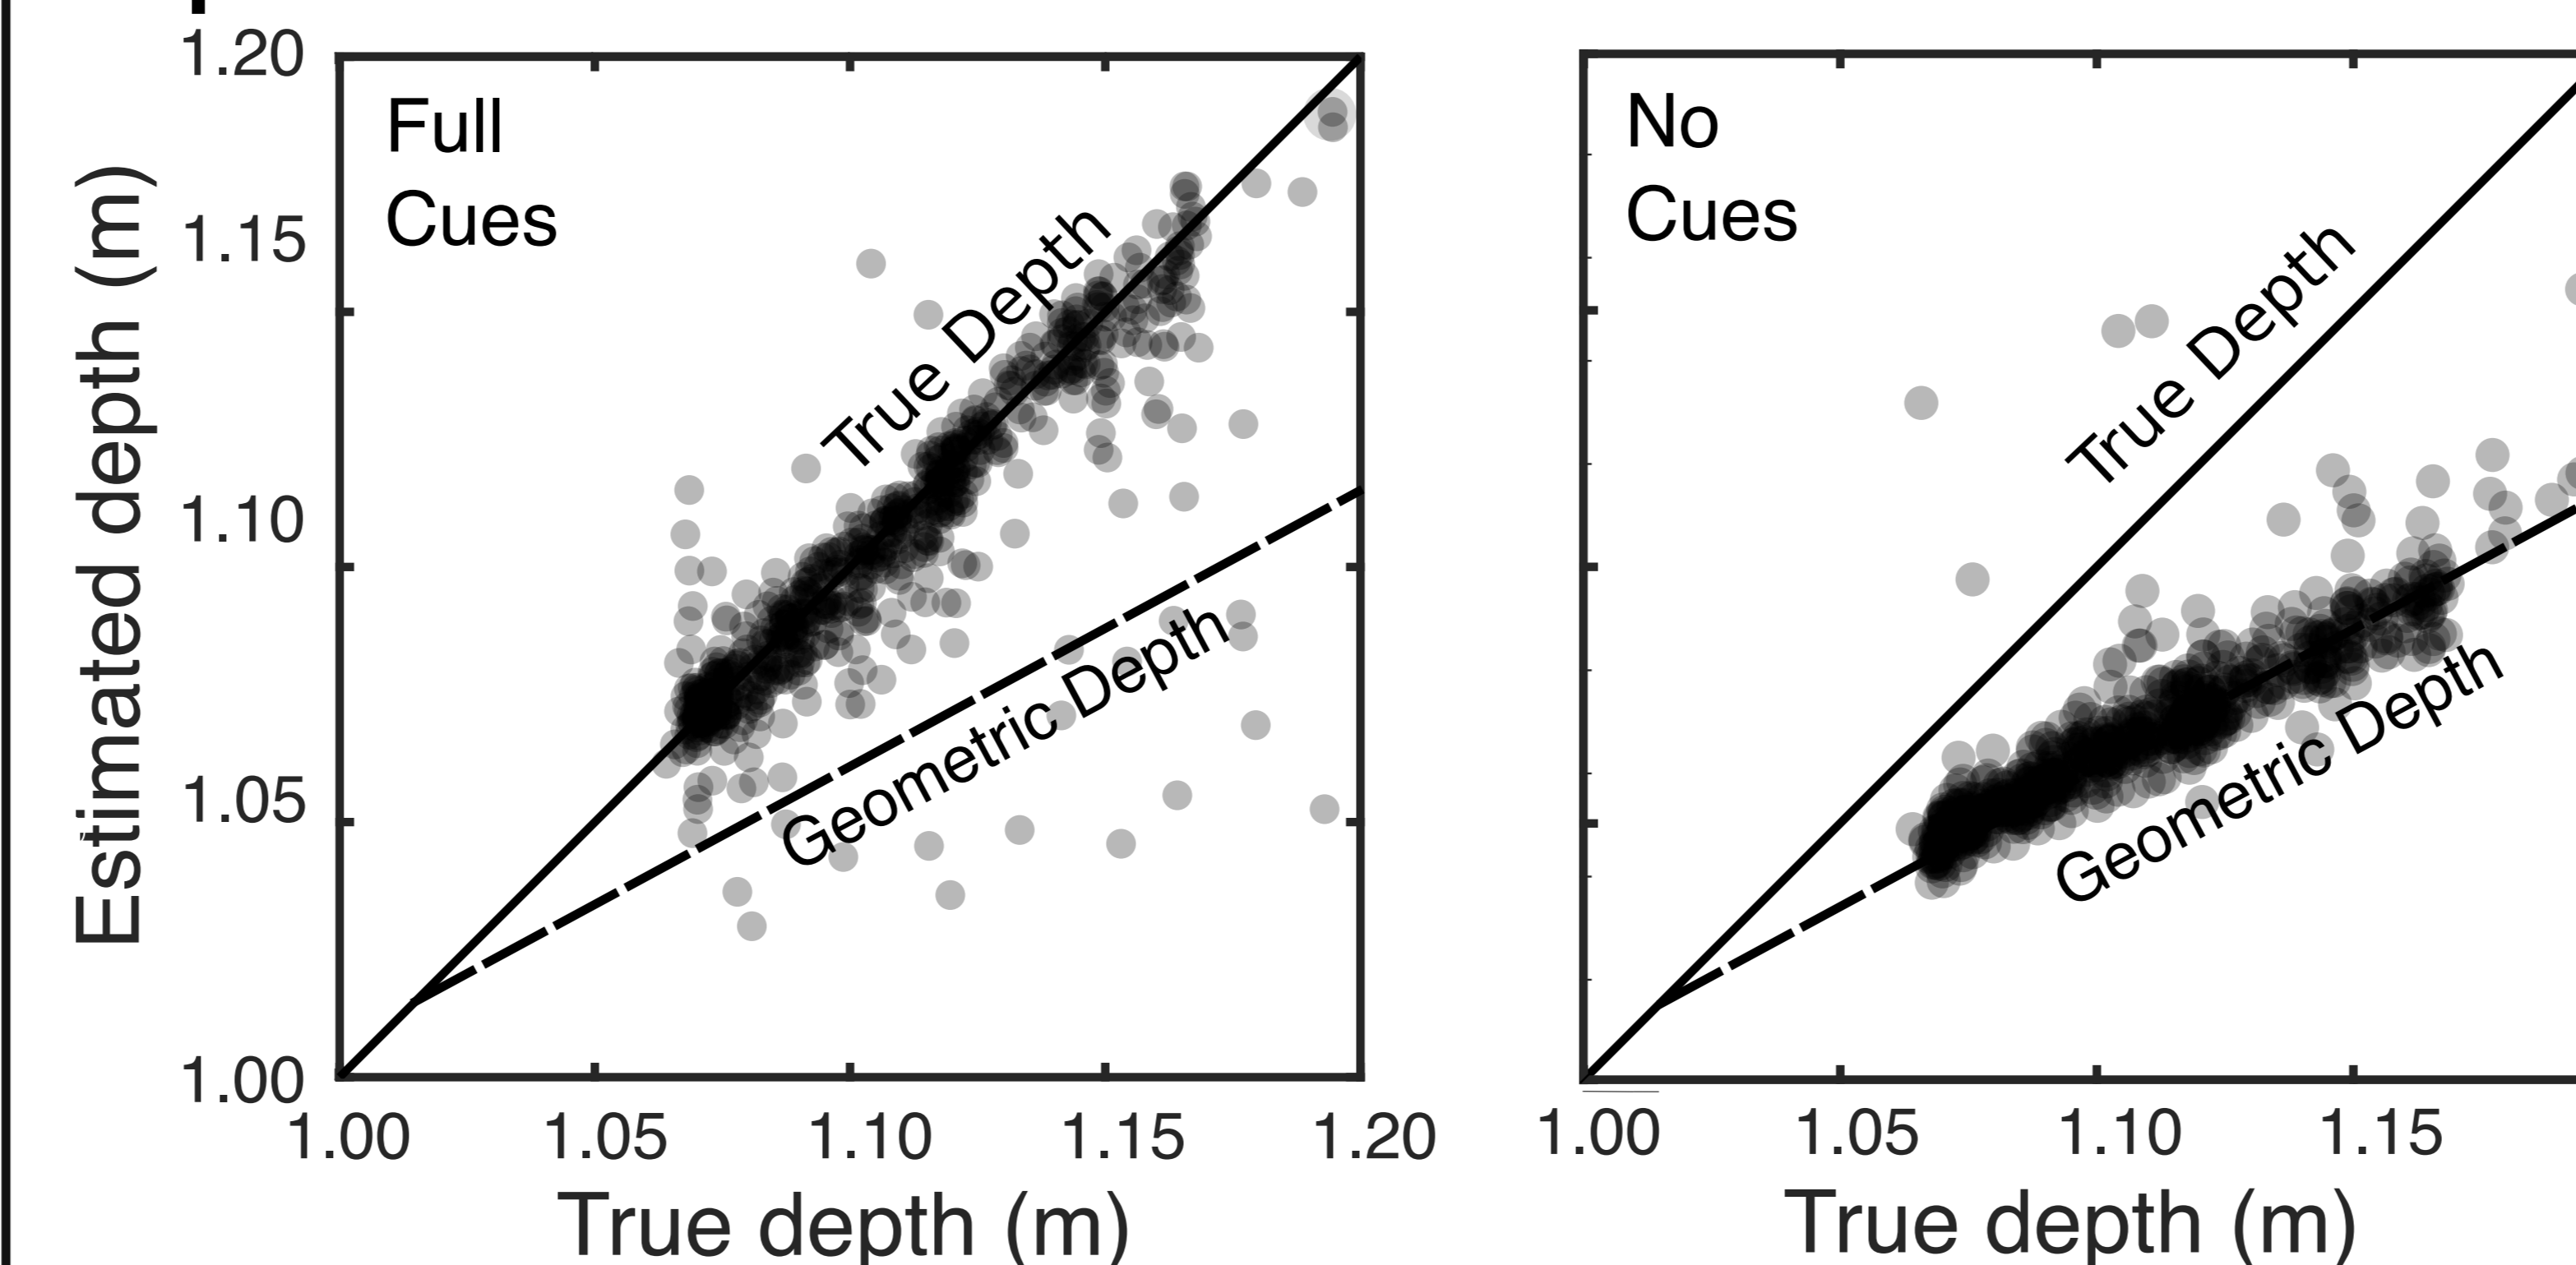 Estimated depth (m)
1.20
1.15
1.10
1.05
1.00
Full
Cues
True Depth
Geometric Depth
1.00 1.05 1.10 1.15 1.20
True depth (m)
No
Cues
True Depth
Geometric Depth
1.00 1.05 1.10 1.15
True depth (m)